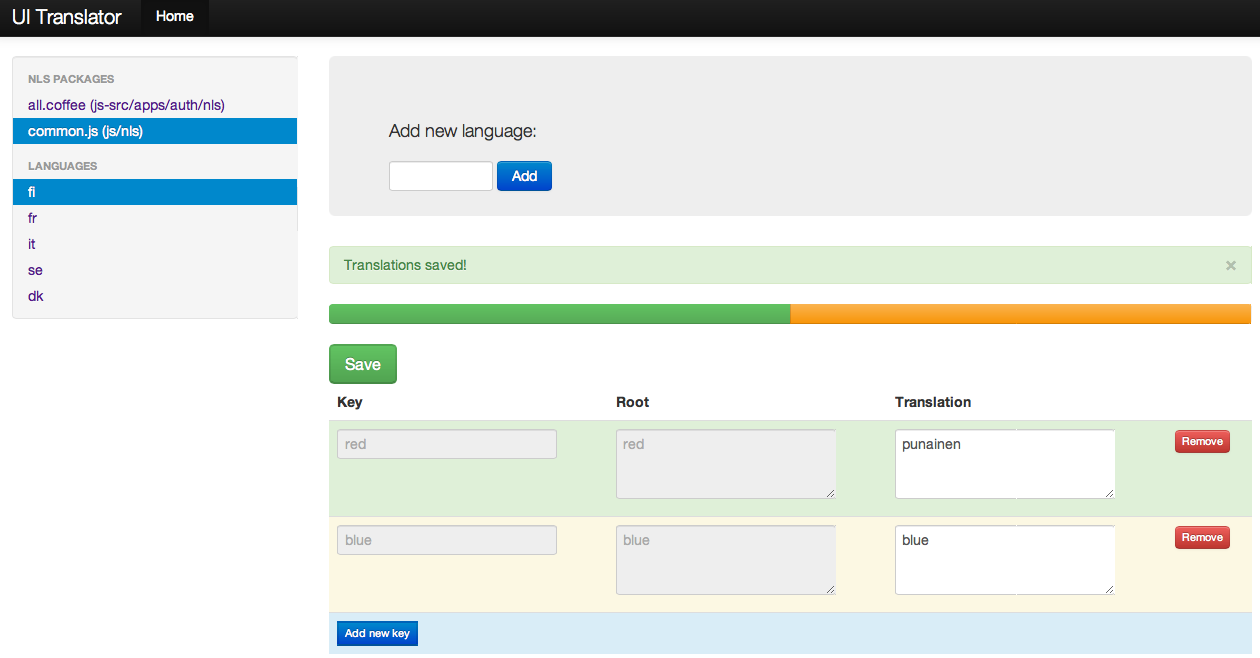 UI Translator Home
NLS PACKAGES
all.coffee (js-src/apps/auth/nls)
common.js (js/nls)
LANGUAGES
fi
fr
it
se
dk
Add new language:
Add
Translations saved! ×
Save
Key Root Translation
red red punainen Remove
blue blue blue Remove
Add new key